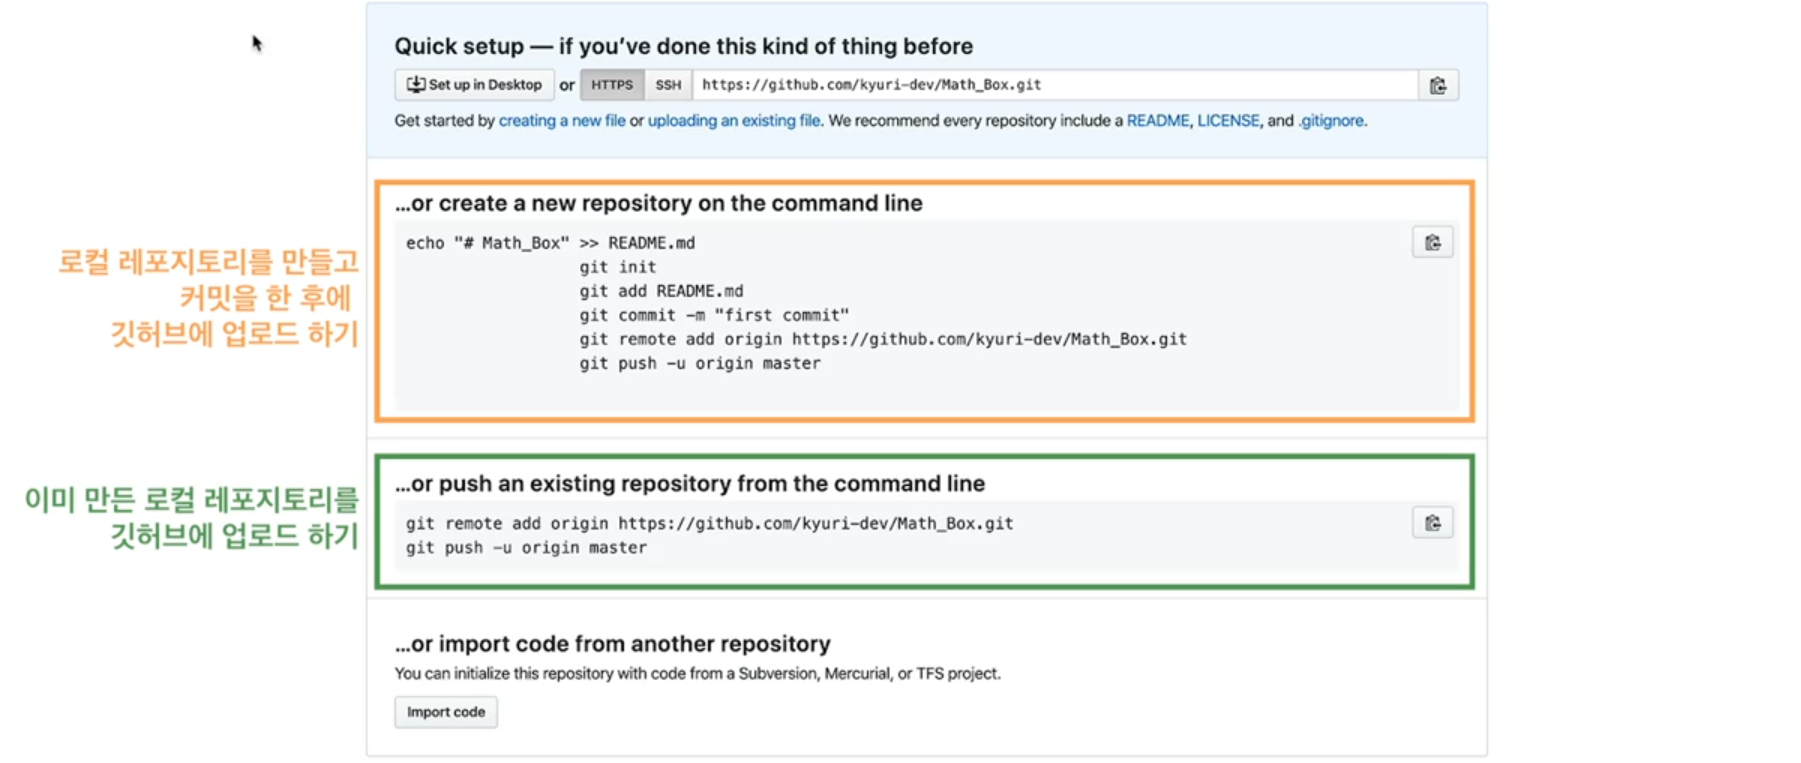 Quick setup — if you've done this kind of thing before
Set up in Desktop or HTTPS SSH https://github.com/kyuri-dev/Math_Box.git
Get started by creating a new file or uploading an existing file. We recommend every repository include a README, LICENSE, and .gitignore.
로컬 레포지토리를 만들고
커밋을 한 후에
깃허브에 업로드 하기
...or create a new repository on the command line
echo "# Math_Box" >> README.md
git init
git add README.md
git commit -m "first commit"
git remote add origin https://github.com/kyuri-dev/Math_Box.git
git push -u origin master
이미 만든 로컬 레포지토리를
깃허브에 업로드 하기
...or push an existing repository from the command line
git remote add origin https://github.com/kyuri-dev/Math_Box.git
git push -u origin master
...or import code from another repository
You can initialize this repository with code from a Subversion, Mercurial, or TFS project.
Import code